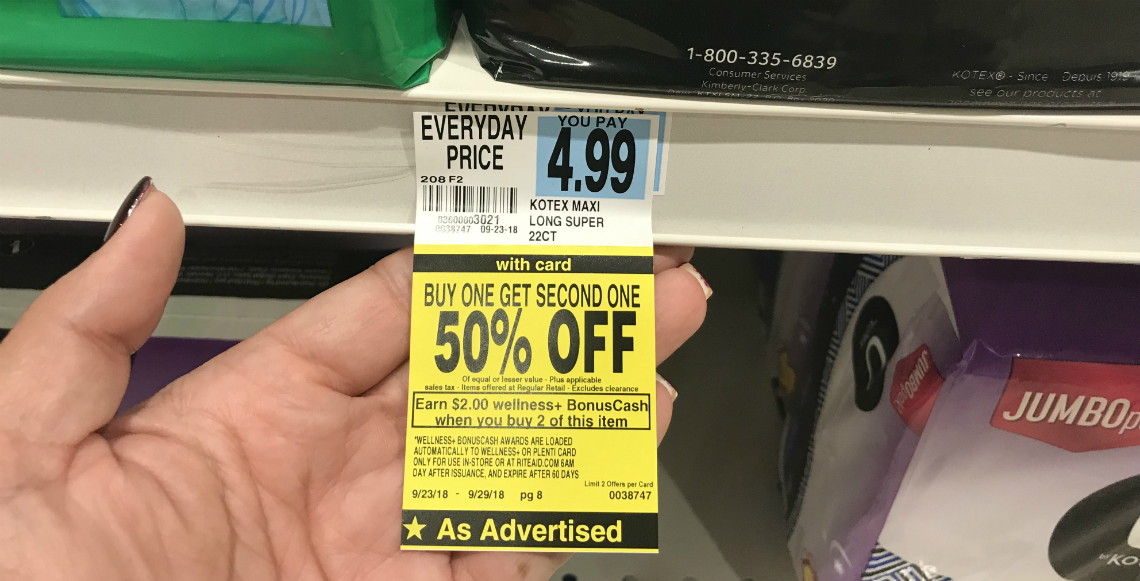 1-800-335-6839
Consumer Services
Kimberly-Clark Corp.
KOTEX® - Since Depuis 1919
see our products at
EVERYDAY
EVERYDAY
PRICE
YOU PAY
4.99
208 F2
KOTEX MAXI
LONG SUPER
22CT
03600003021
0038747 09-23-18
with card
BUY ONE GET SECOND ONE
50% OFF
Of equal or lesser value - Plus applicable
sales tax - Items offered at Regular Retail - Excludes clearance
Earn $2.00 wellness+ BonusCash
when you buy 2 of this item
*WELLNESS+ BONUSCASH AWARDS ARE LOADED
AUTOMATICALLY TO WELLNESS+ OR PLENTI CARD
ONLY FOR USE IN-STORE OR AT RITEAID.COM 6AM
DAY AFTER ISSUANCE, AND EXPIRE AFTER 60 DAYS
Limit 2 Offers per Card
9/23/18 - 9/29/18 pg 8 0038747
★ As Advertised
JUMBO
JUMBOp
BY KO